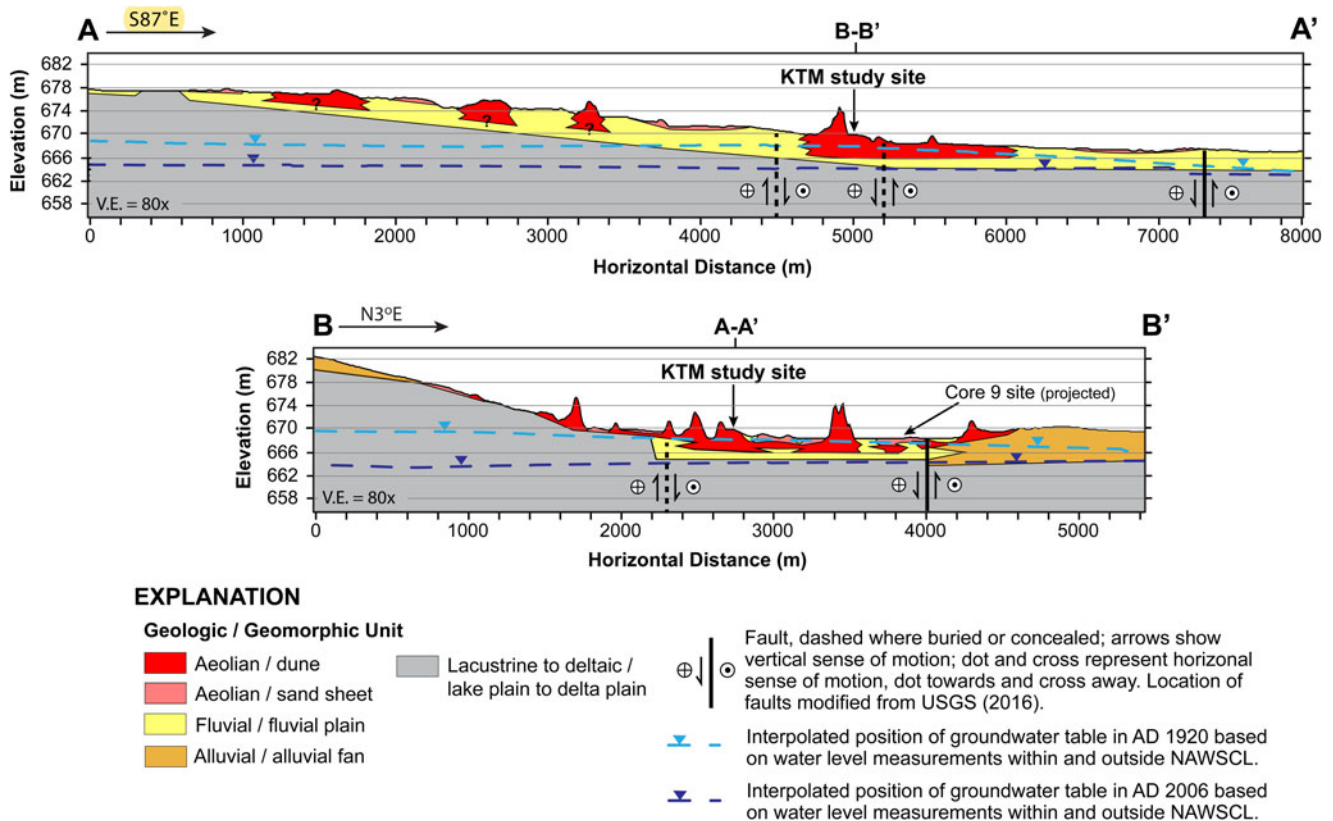 A S87°E B-B' A'
KTM study site
Elevation (m)
682
678
674
670
666
662
658
? ? ?
V.E. = 80x
0 1000 2000 3000 4000 5000 6000 7000 8000
Horizontal Distance (m)
B N3°E A-A' B'
KTM study site
Core 9 site (projected)
Elevation (m)
682
678
674
670
666
662
658
V.E. = 80x
0 1000 2000 3000 4000 5000
Horizontal Distance (m)
EXPLANATION
Geologic / Geomorphic Unit
Aeolian / dune
Aeolian / sand sheet
Fluvial / fluvial plain
Alluvial / alluvial fan
Lacustrine to deltaic /
lake plain to delta plain
Fault, dashed where buried or concealed; arrows show
vertical sense of motion; dot and cross represent horizonal
sense of motion, dot towards and cross away. Location of
faults modified from USGS (2016).
Interpolated position of groundwater table in AD 1920 based
on water level measurements within and outside NAWSCL.
Interpolated position of groundwater table in AD 2006 based
on water level measurements within and outside NAWSCL.